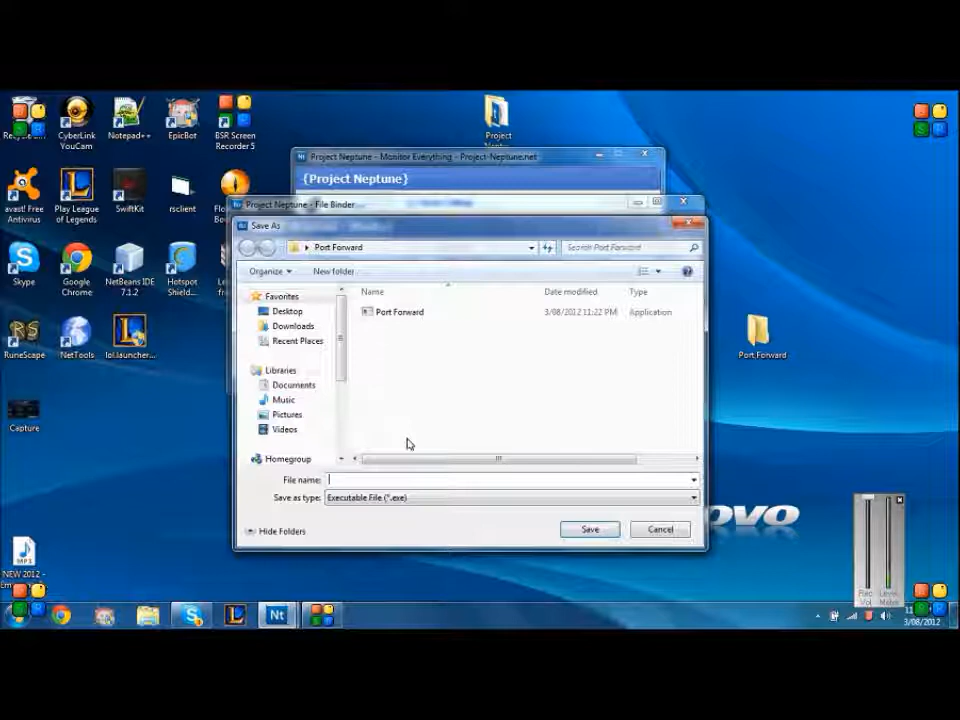 CyberLink
YouCam
Notepad++
EpicBot
BSR Screen
Recorder 5
Project
avast! Free
Antivirus
Play League
of Legends
SwiftKit
rsclient
Skype
Google
Chrome
NetBeans IDE
7.1.2
Hotspot
Shield...
RuneScape
NetTools
lol.launcher...
Capture
Port Forward
NEW 2012 -
Project Neptune - Monitor Everything - Project-Neptune.net
{Project Neptune}
Project Neptune - File Binder
Save As
Port Forward
Search Port Forward
Organize
New folder
Name
Date modified
Type
Port Forward
3/08/2012 11:22 PM
Application
Favorites
Desktop
Downloads
Recent Places
Libraries
Documents
Music
Pictures
Videos
Homegroup
File name:
Save as type:
Executable File (*.exe)
Hide Folders
Save
Cancel
Rec
Vol
Level
Meter
Nt
3/08/2012